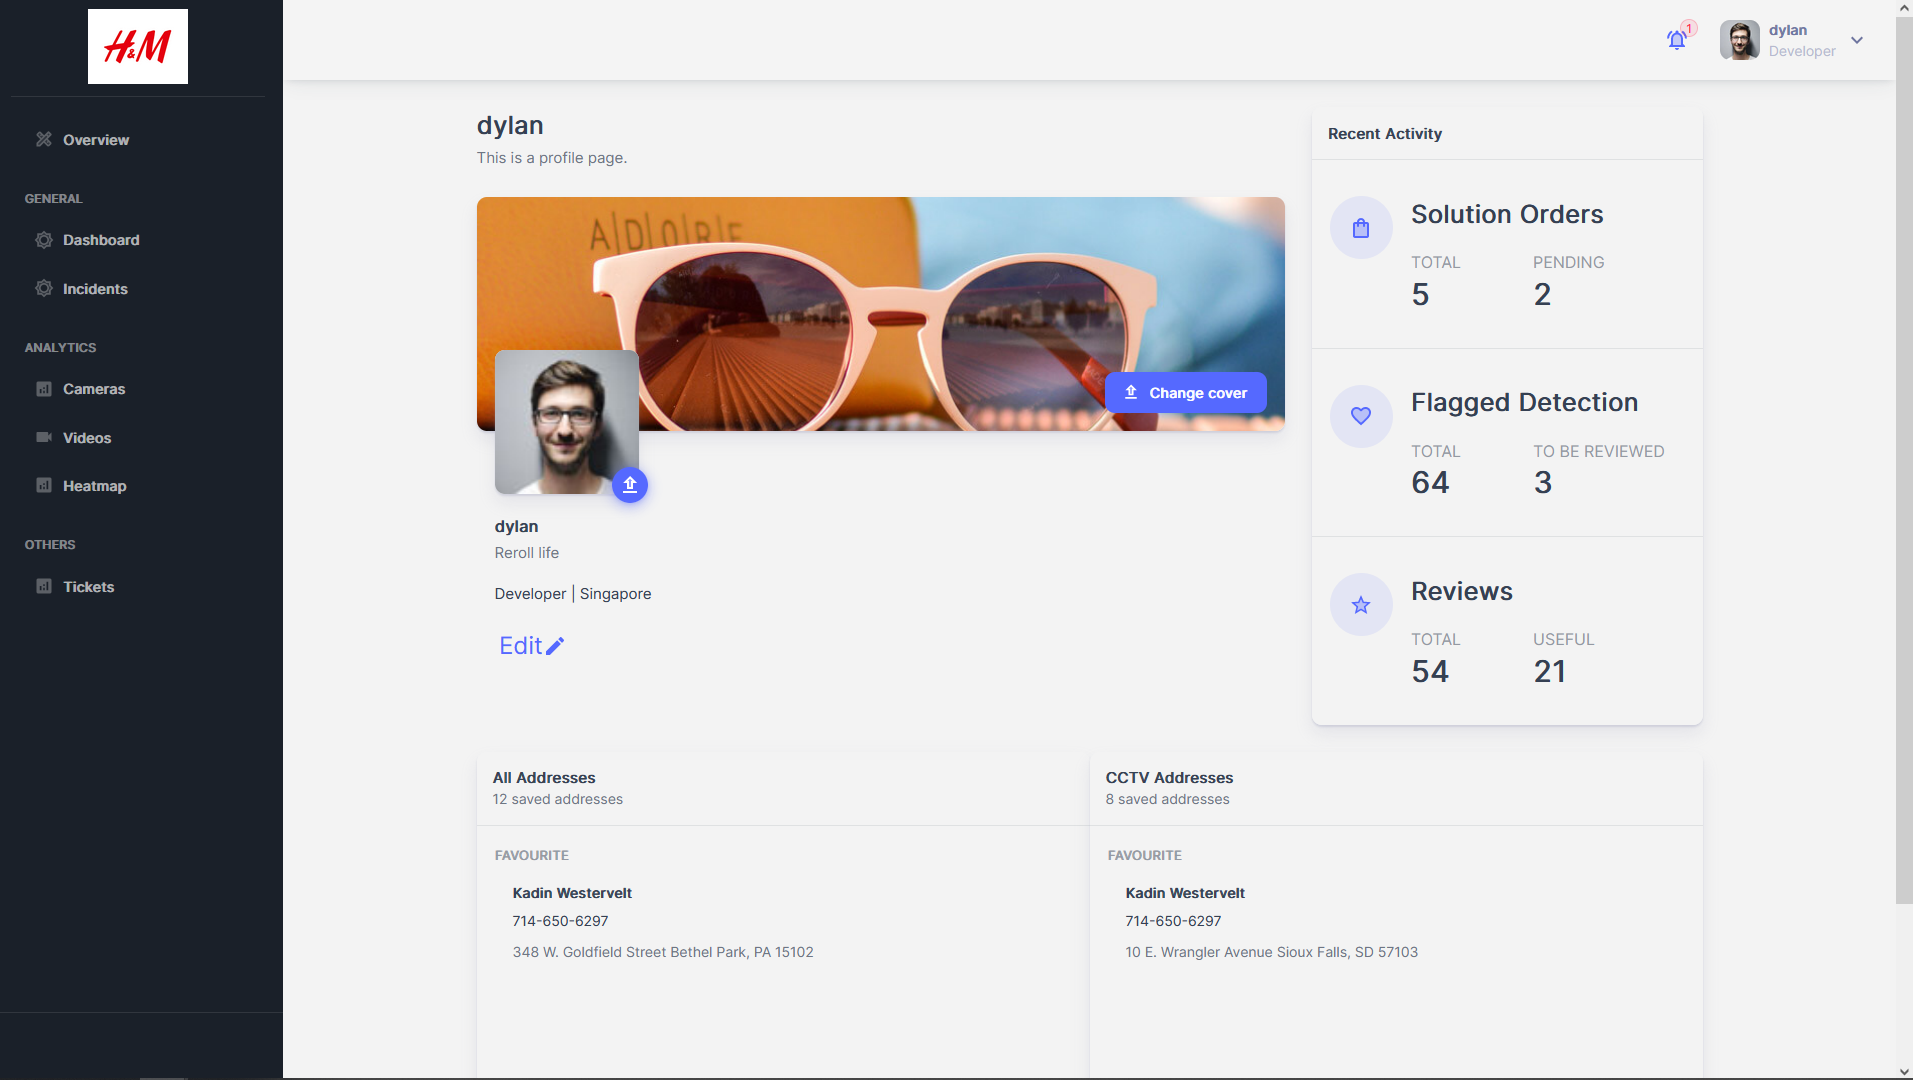 H&M
Overview
GENERAL
Dashboard
Incidents
ANALYTICS
Cameras
Videos
Heatmap
OTHERS
Tickets
1
dylan
Developer
dylan
This is a profile page.
A|D|O|R|E
Change cover
dylan
Reroll life
Developer | Singapore
Edit
Recent Activity
Solution Orders
TOTAL PENDING
5 2
Flagged Detection
TOTAL TO BE REVIEWED
64 3
Reviews
TOTAL USEFUL
54 21
All Addresses
12 saved addresses
FAVOURITE
Kadin Westervelt
714-650-6297
348 W. Goldfield Street Bethel Park, PA 15102
CCTV Addresses
8 saved addresses
FAVOURITE
Kadin Westervelt
714-650-6297
10 E. Wrangler Avenue Sioux Falls, SD 57103